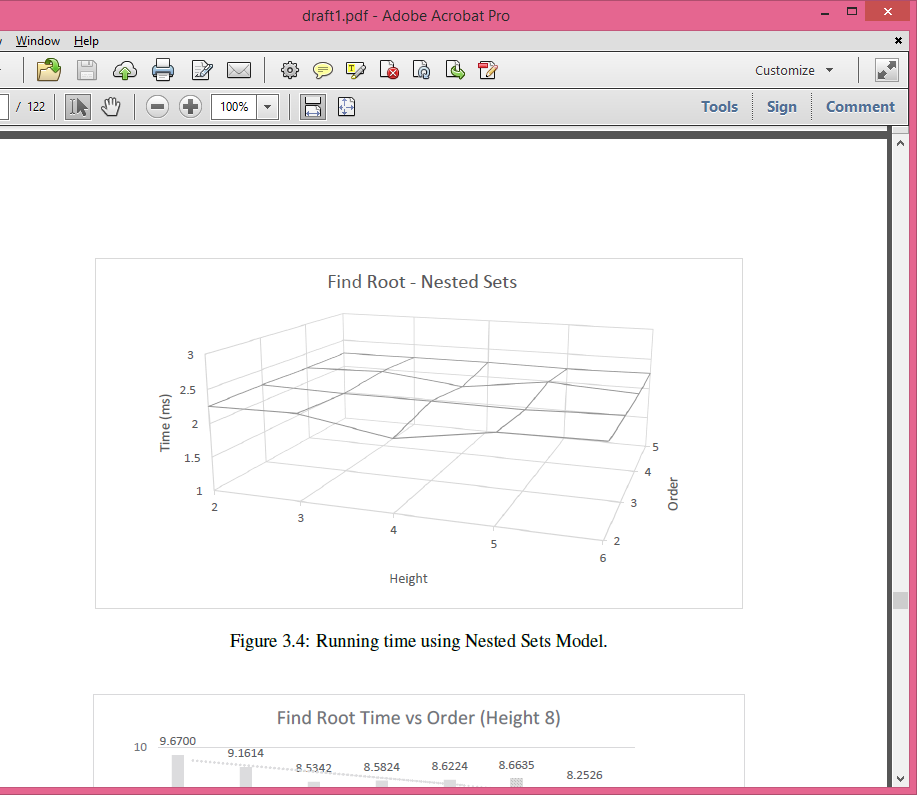 draft1.pdf - Adobe Acrobat Pro
Window Help
Customize
/ 122 100% Tools Sign Comment
Find Root - Nested Sets
3
2.5
2
1.5
1
Time (ms)
2
3
4
5
6
Height
5
4
3
2
Order
Figure 3.4: Running time using Nested Sets Model.
Find Root Time vs Order (Height 8)
10
9.6700
9.1614
8.5342
8.5824
8.6224
8.6635
8.2526